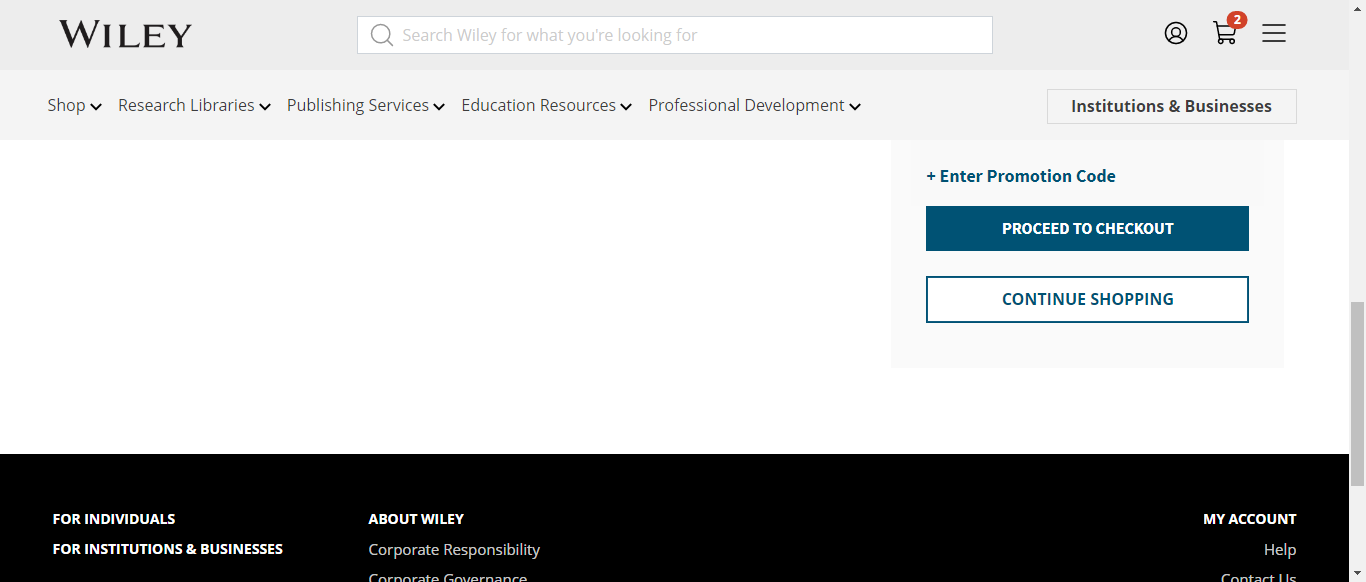 WILEY
Search Wiley for what you're looking for
2
Shop Research Libraries Publishing Services Education Resources Professional Development
Institutions & Businesses
+ Enter Promotion Code
PROCEED TO CHECKOUT
CONTINUE SHOPPING
FOR INDIVIDUALS
FOR INSTITUTIONS & BUSINESSES
ABOUT WILEY
Corporate Responsibility
Corporate Governance
MY ACCOUNT
Help
Contact Us